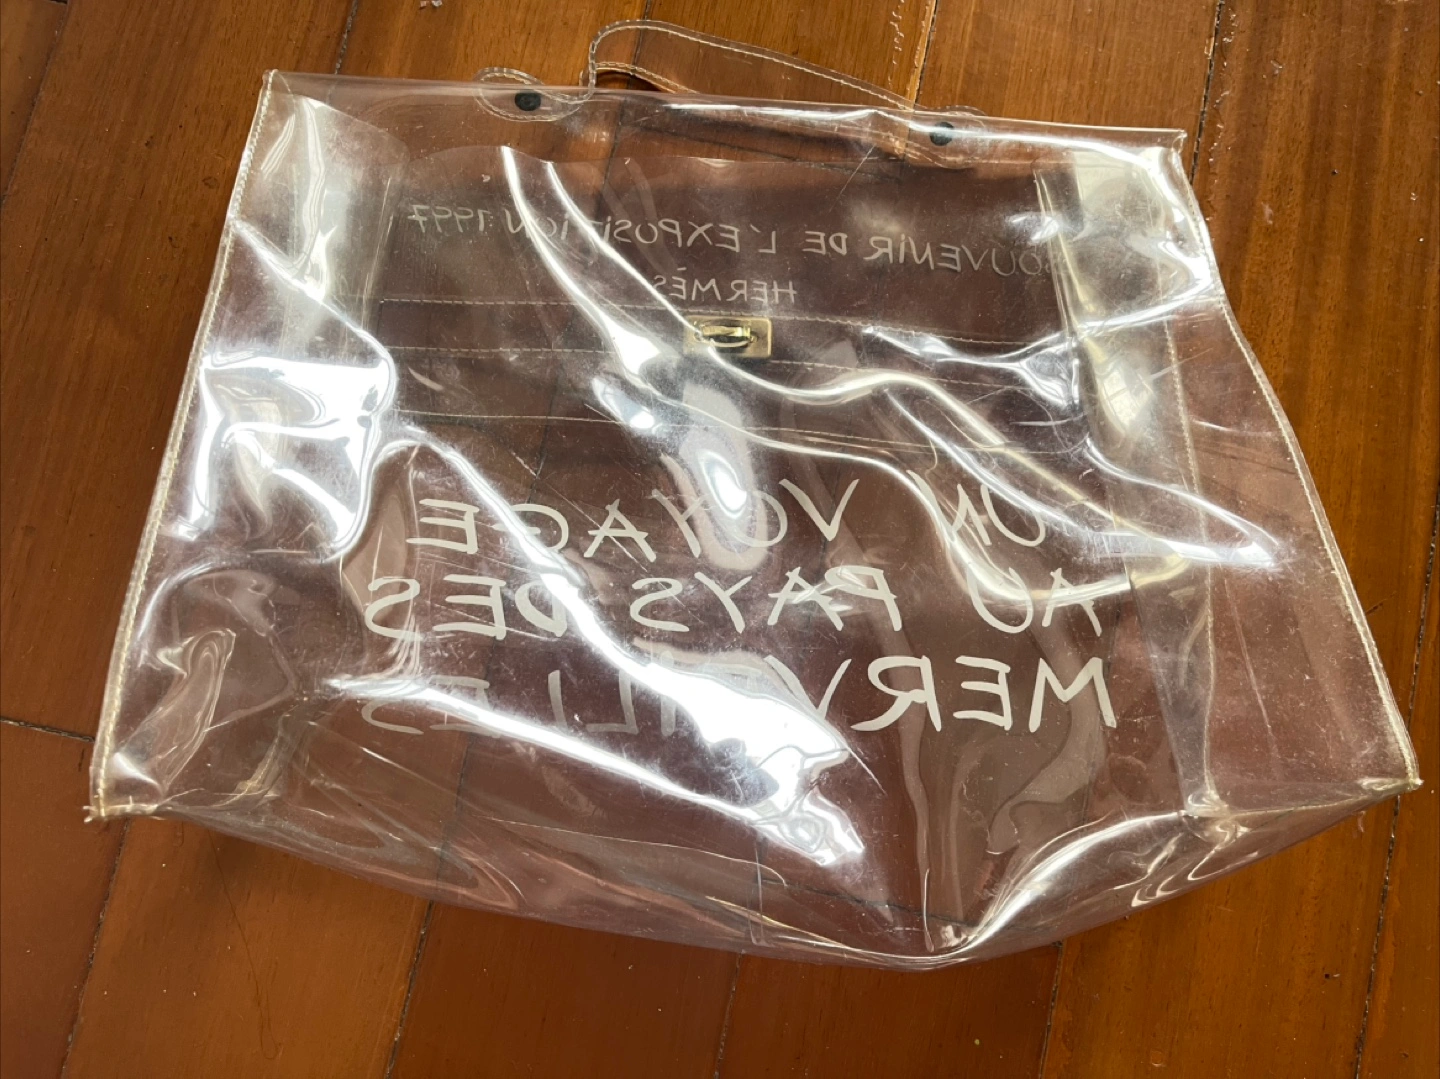 SOUVENIR DE L'EXPOSITION 1997
HERMÈS
UN VOYAGE
AU PAYS DES
MERVEILLES